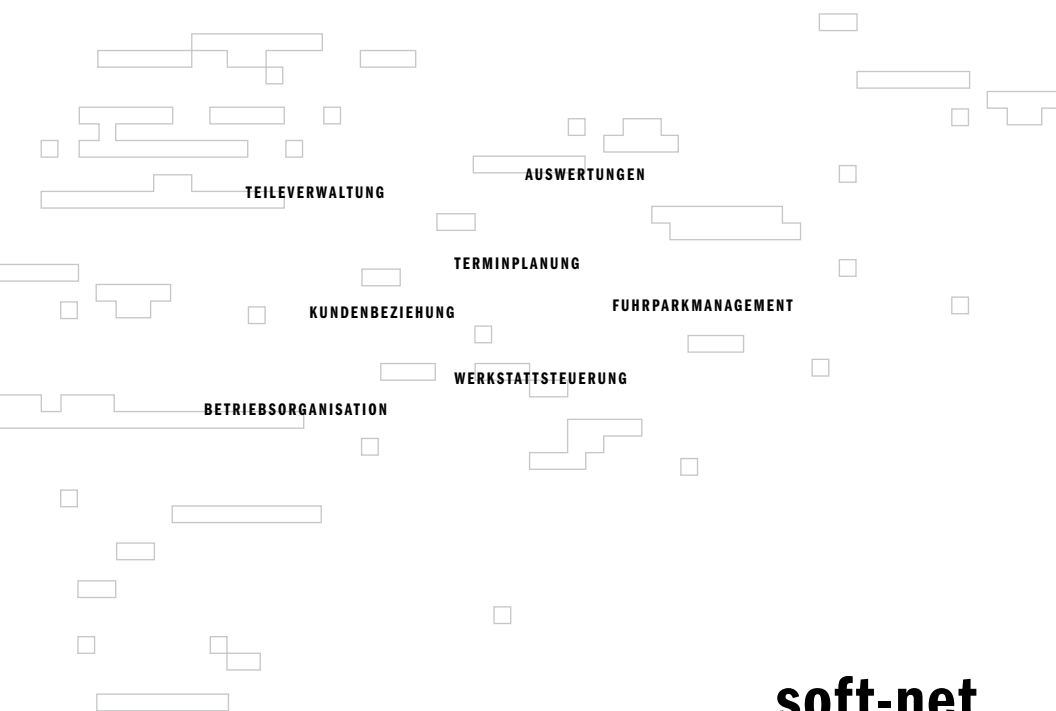 AUSWERTUNGEN
TEILEVERWALTUNG
TERMINPLANUNG
FUHRPARKMANAGEMENT
KUNDENBEZIEHUNG
WERKSTATTSTEUERUNG
BETRIEBSORGANISATION
soft-net